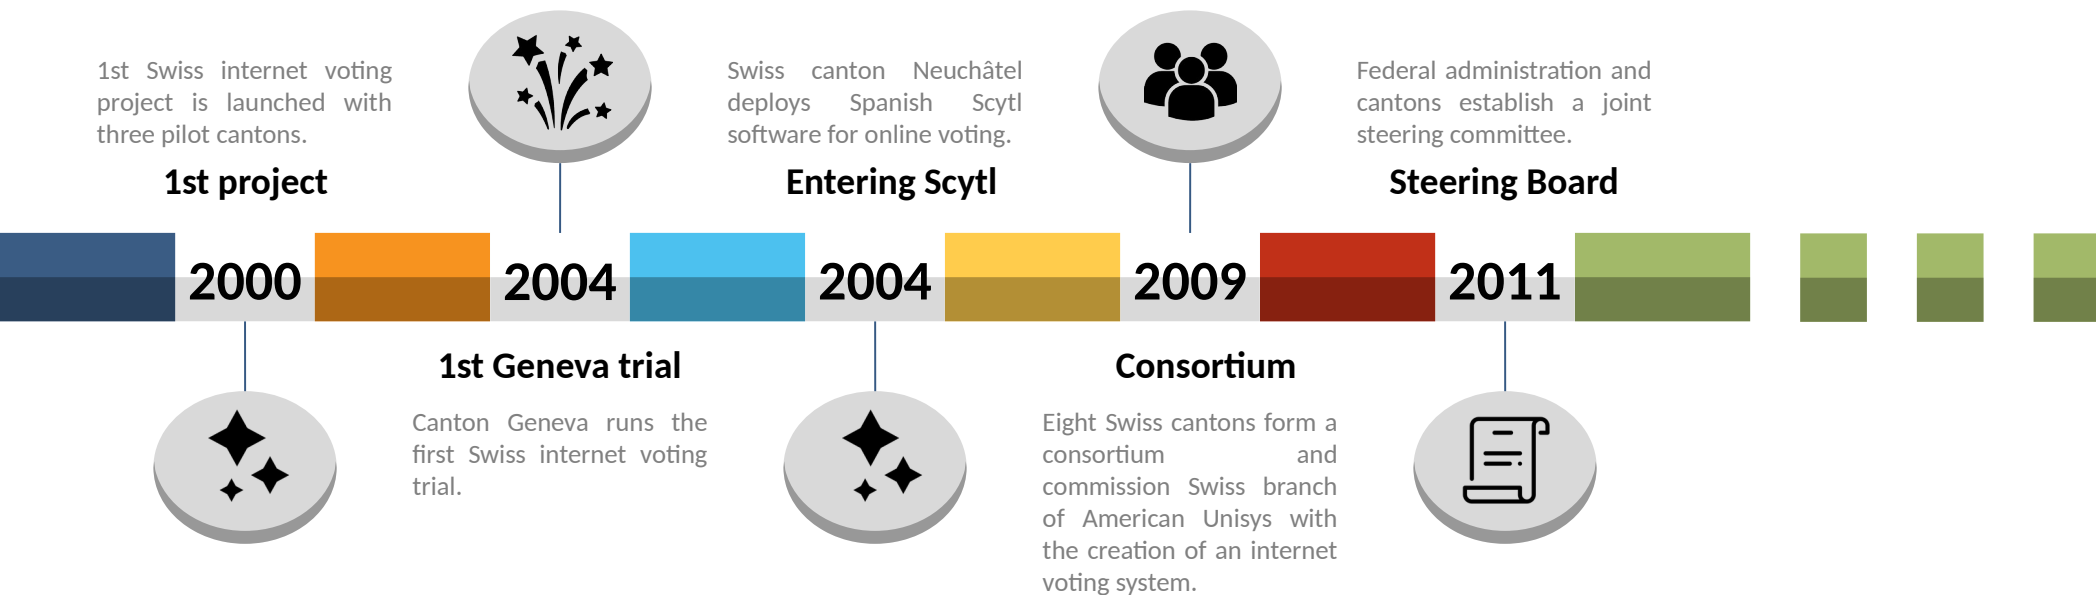 1st Swiss internet voting
project is launched with
three pilot cantons.
1st project
2000
2004
1st Geneva trial
Canton Geneva runs the
first Swiss internet voting
trial.
Swiss canton Neuchâtel
deploys Spanish Scytl
software for online voting.
Entering Scytl
2004
2009
Consortium
Eight Swiss cantons form a
consortium and
commission Swiss branch
of American Unisys with
the creation of an internet
voting system.
Federal administration and
cantons establish a joint
steering committee.
Steering Board
2011